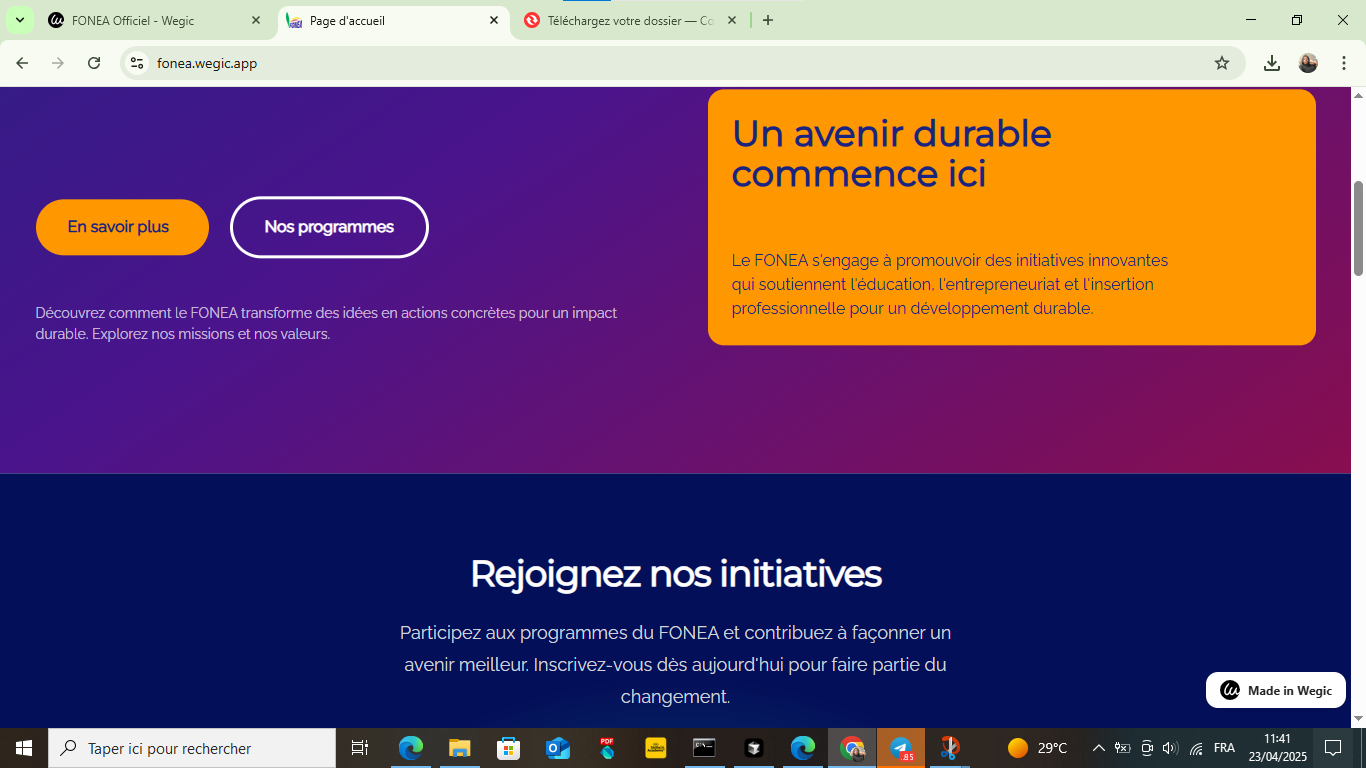 FONEA Officiel - Wegic
Page d'accueil
Téléchargez votre dossier — Co
fonea.wegic.app
Un avenir durable
commence ici
En savoir plus
Nos programmes
Le FONEA s'engage à promouvoir des initiatives innovantes
qui soutiennent l'éducation, l'entrepreneuriat et l'insertion
professionnelle pour un développement durable.
Découvrez comment le FONEA transforme des idées en actions concrètes pour un impact
durable. Explorez nos missions et nos valeurs.
Rejoignez nos initiatives
Participez aux programmes du FONEA et contribuez à façonner un
avenir meilleur. Inscrivez-vous dès aujourd'hui pour faire partie du
changement.
Made in Wegic
Taper ici pour rechercher
PDF
.85
29°C
FRA
11:41
23/04/2025